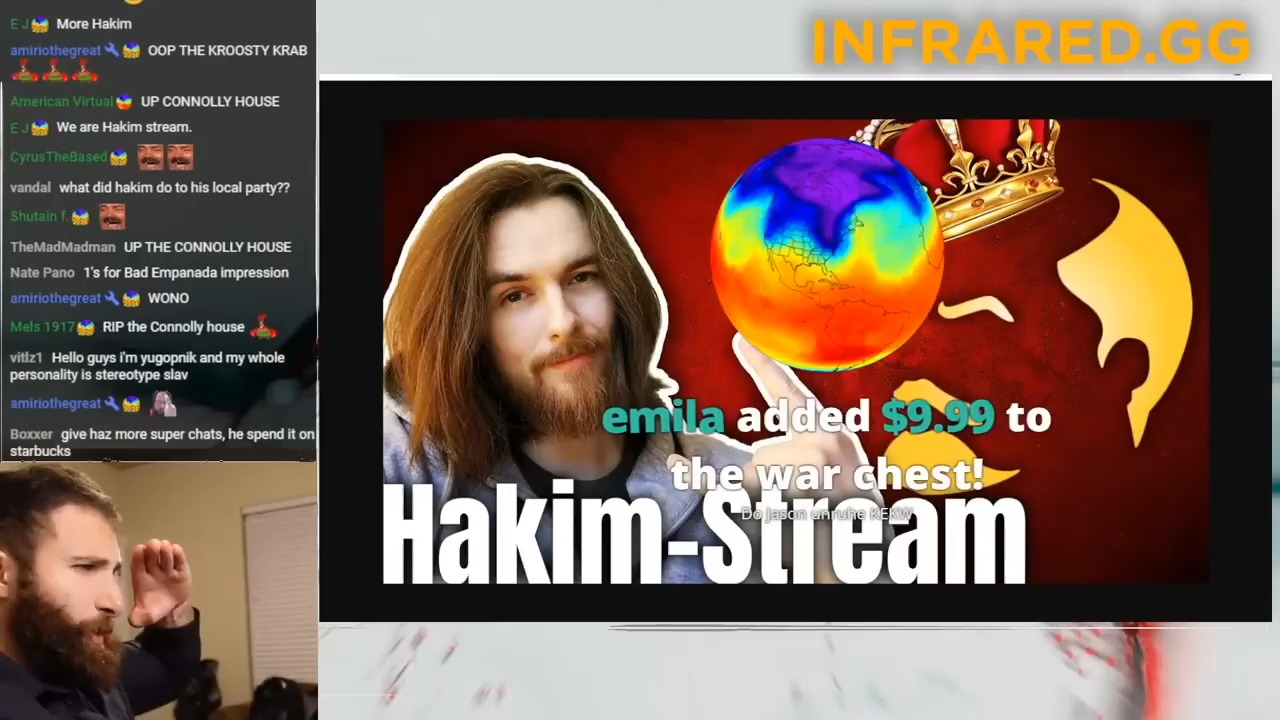 E J More Hakim
amiriothegreat OOP THE KROOSTY KRAB
American Virtual UP CONNOLLY HOUSE
E J We are Hakim stream.
CyrusTheBased
vandal what did hakim do to his local party??
Shutain f.
TheMadMadman UP THE CONNOLLY HOUSE
Nate Pano 1's for Bad Empanada impression
amiriothegreat WONO
Mels 1917 RIP the Connolly house
vitlz1 Hello guys i'm yugopnik and my whole
personality is stereotype slav
amiriothegreat
Boxxer give haz more super chats, he spend it on
starbucks
INFRARED.GG
emila added $9.99 to
the war chest!
Do Jason unruhe KEKW
Hakim-Stream